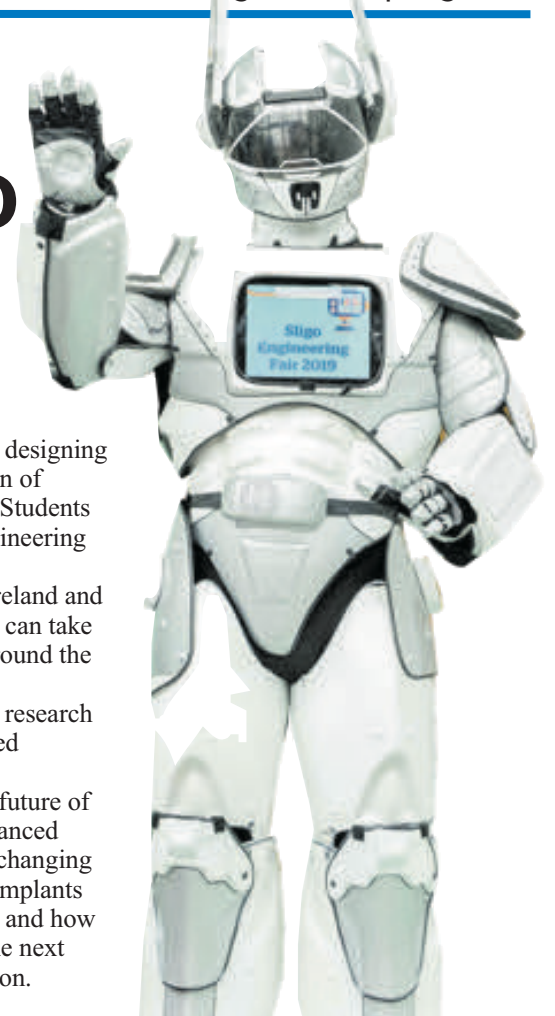 o
Sligo
Engineering
Fair 2019
designing
n of
Students
ineering
reland and
can take
ound the
research
ed
future of
anced
changing
mplants
and how
e next
on.